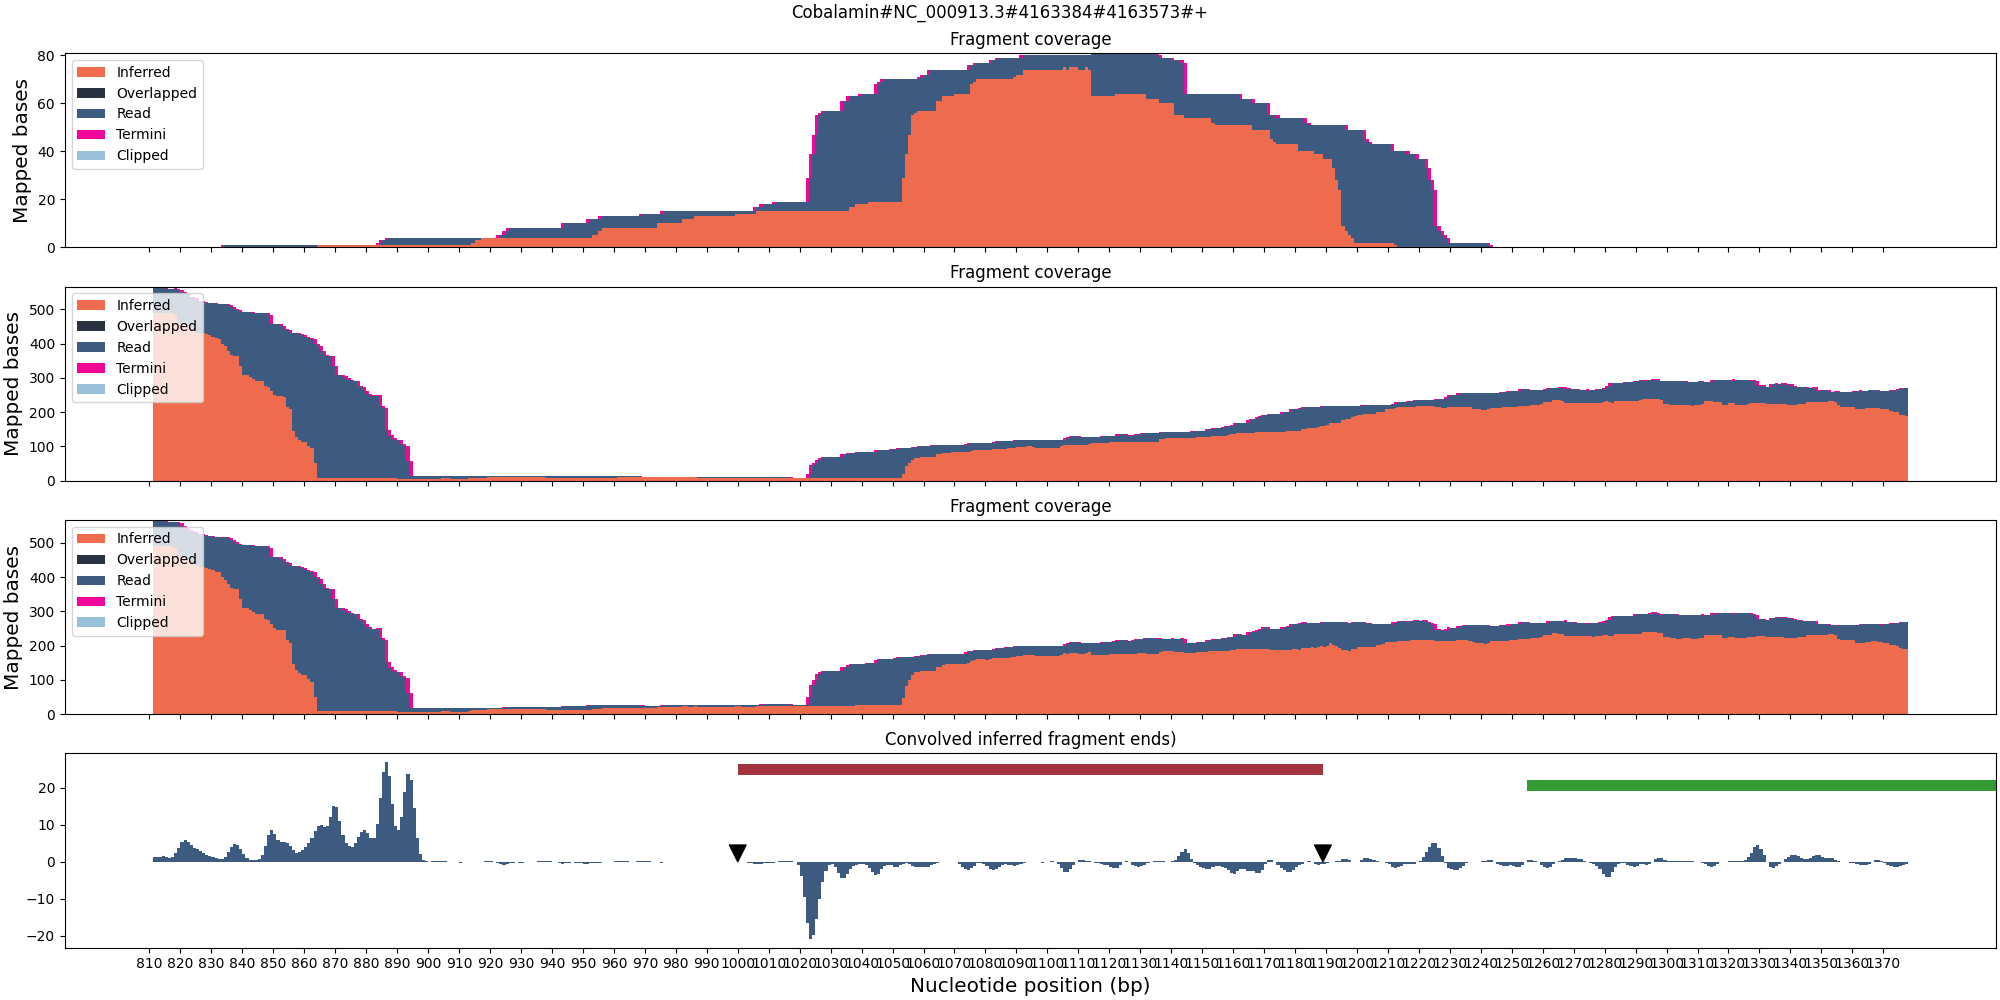 Cobalamin#NC_000913.3#4163384#4163573#+
Fragment coverage
Mapped bases
80
60
40
20
0
Inferred
Overlapped
Read
Termini
Clipped
Fragment coverage
Mapped bases
500
400
300
200
100
0
Inferred
Overlapped
Read
Termini
Clipped
Fragment coverage
Mapped bases
500
400
300
200
100
0
Inferred
Overlapped
Read
Termini
Clipped
Convolved inferred fragment ends)
20
10
0
−10
−20
810 820 830 840 850 860 870 880 890 900 910 920 930 940 950 960 970 980 990 1000 1010 1020 1030 1040 1050 1060 1070 1080 1090 1100 1110 1120 1130 1140 1150 1160 1170 1180 1190 1200 1210 1220 1230 1240 1250 1260 1270 1280 1290 1300 1310 1320 1330 1340 1350 1360 1370
Nucleotide position (bp)